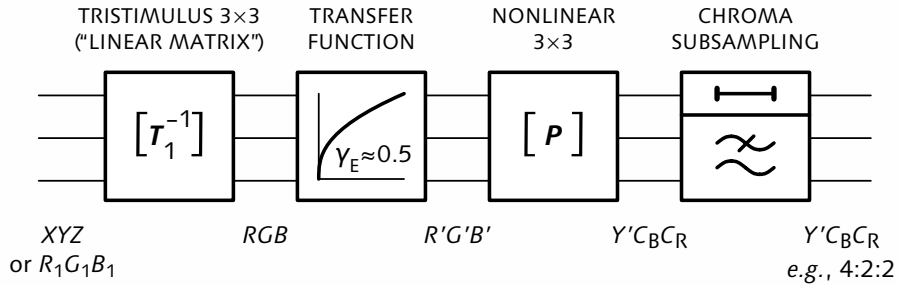 TRISTIMULUS 3×3
(“LINEAR MATRIX”)
TRANSFER
FUNCTION
NONLINEAR
3×3
CHROMA
SUBSAMPLING
[T₁⁻¹]
γE≈0.5
[P]
XYZ
or R₁G₁B₁
RGB
R'G'B'
Y'CBCR
Y'CBCR
e.g., 4:2:2